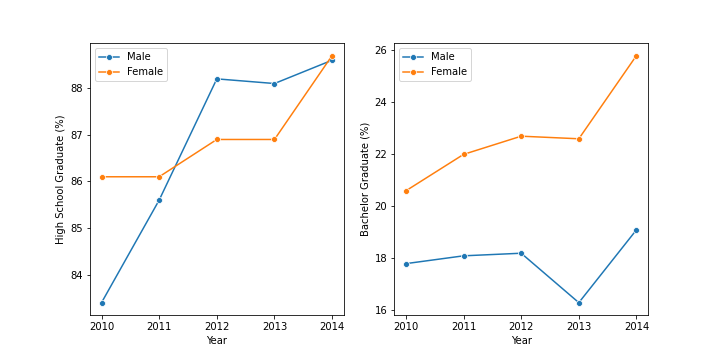 Male
Female
High School Graduate (%)
88
87
86
85
84
2010 2011 2012 2013 2014
Year
Male
Female
Bachelor Graduate (%)
26
24
22
20
18
16
2010 2011 2012 2013 2014
Year